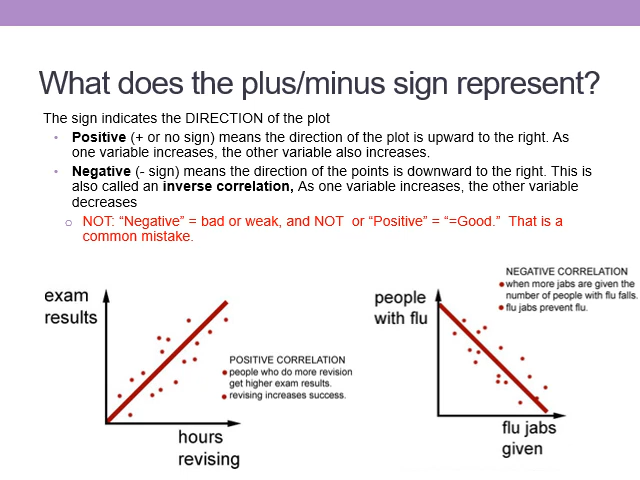 What does the plus/minus sign represent?
The sign indicates the DIRECTION of the plot
• Positive (+ or no sign) means the direction of the plot is upward to the right. As
one variable increases, the other variable also increases.
• Negative (- sign) means the direction of the points is downward to the right. This is
also called an inverse correlation, As one variable increases, the other variable
decreases
o NOT: “Negative” = bad or weak, and NOT or “Positive” = “=Good.” That is a
common mistake.
exam
results
POSITIVE CORRELATION
• people who do more revision
get higher exam results.
• revising increases success.
hours
revising
people
with flu
NEGATIVE CORRELATION
• when more jabs are given the
number of people with flu falls.
• flu jabs prevent flu.
flu jabs
given